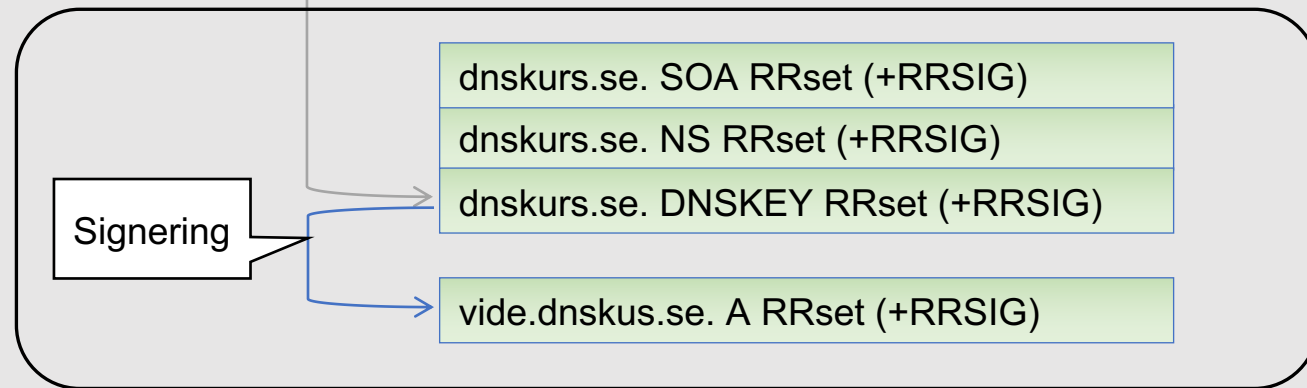 dnskurs.se. SOA RRset (+RRSIG)
dnskurs.se. NS RRset (+RRSIG)
dnskurs.se. DNSKEY RRset (+RRSIG)
Signering
vide.dnskus.se. A RRset (+RRSIG)